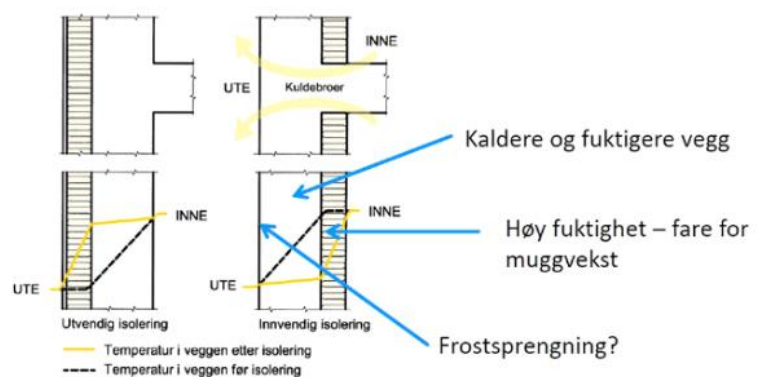 INNE
UTE
Kuldebroer
Kaldere og fuktigere vegg
INNE
INNE
Høy fuktighet – fare for
muggvekst
UTE
UTE
Utvendig isolering
Innvendig isolering
Frostsprengning?
Temperatur i veggen etter isolering
Temperatur i veggen før isolering